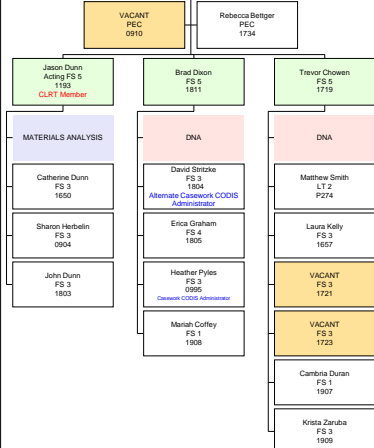 VACANT
PEC
0910
Rebecca Bettger
PEC
1734
Jason Dunn
Acting FS 5
1193
CLRT Member
Brad Dixon
FS 5
1811
Trevor Chowen
FS 5
1719
MATERIALS ANALYSIS
DNA
DNA
Catherine Dunn
FS 3
1650
David Stritzke
FS 3
1804
Alternate Casework CODIS
Administrator
Matthew Smith
LT 2
P274
Sharon Herbelin
FS 3
0904
Erica Graham
FS 4
1805
Laura Kelly
FS 3
1657
John Dunn
FS 3
1803
Heather Pyles
FS 3
0995
Casework CODIS Administrator
VACANT
FS 3
1721
Mariah Coffey
FS 1
1908
VACANT
FS 3
1723
Cambria Duran
FS 1
1907
Krista Zaruba
FS 3
1909